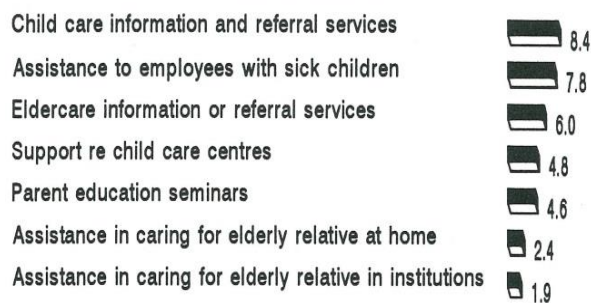 Child care information and referral services 8.4
Assistance to employees with sick children 7.8
Eldercare information or referral services 6.0
Support re child care centres 4.8
Parent education seminars 4.6
Assistance in caring for elderly relative at home 2.4
Assistance in caring for elderly relative in institutions 1.9